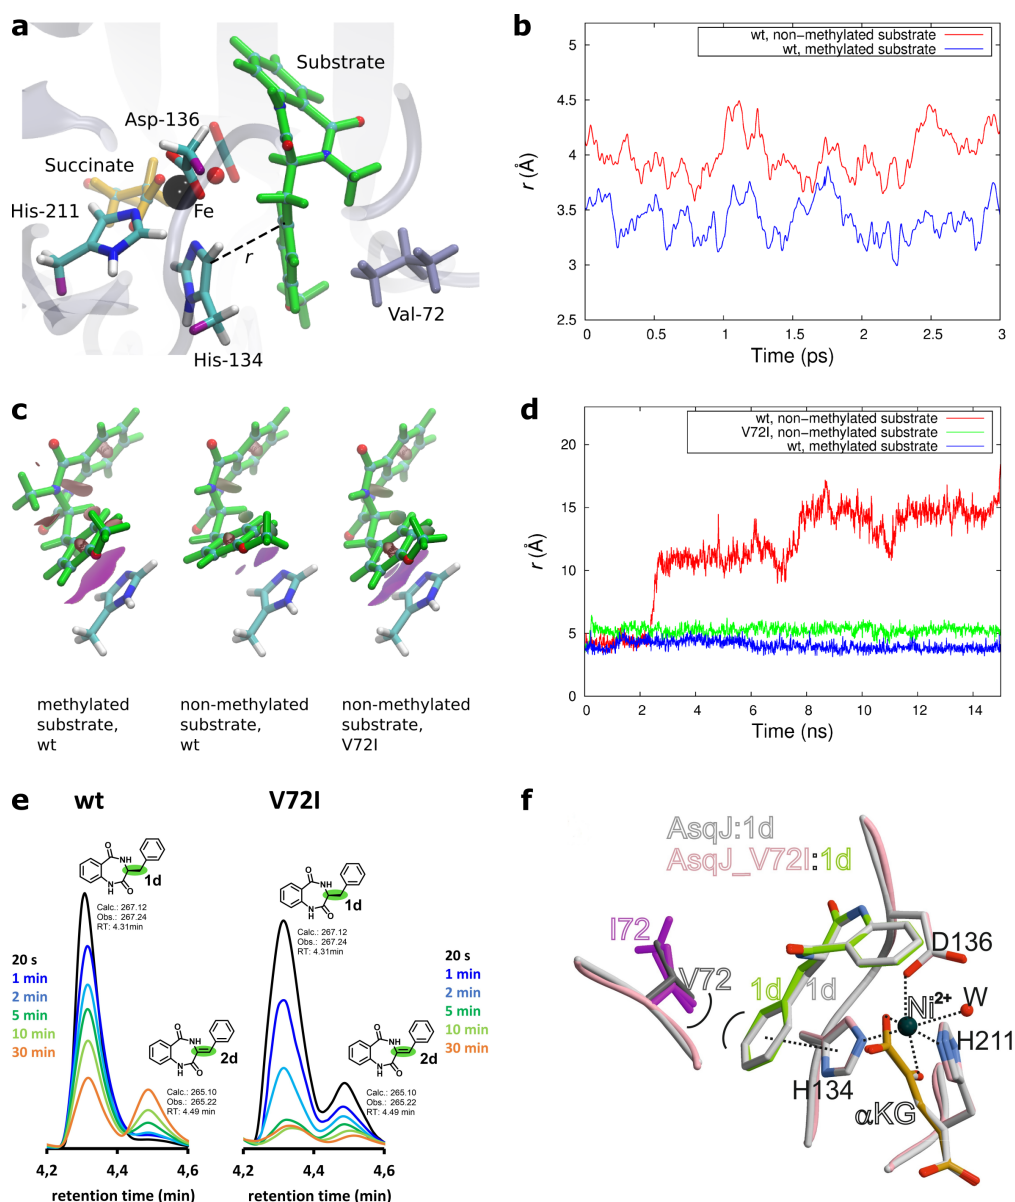 a
Substrate
Asp-136
Succinate
His-211
Fe
r
Val-72
His-134
b
wt, non-methylated substrate
wt, methylated substrate
5
4.5
4
3.5
3
2.5
r (Å)
0 0.5 1 1.5 2 2.5 3
Time (ps)
c
methylated
substrate,
wt
non-methylated
substrate,
wt
non-methylated
substrate,
V72I
d
wt, non-methylated substrate
V72I, non-methylated substrate
wt, methylated substrate
20
15
10
5
0
r (Å)
0 2 4 6 8 10 12 14
Time (ns)
e
wt
V72I
O
NH
N
H
O
1d
Calc.: 267.12
Obs.: 267.24
RT: 4.31min
20 s
1 min
2 min
5 min
10 min
30 min
O
NH
N
H
O
2d
Calc.: 265.10
Obs.: 265.22
RT: 4.49 min
4,2 4,4 4,6
retention time (min)
O
NH
N
H
O
1d
Calc.: 267.12
Obs.: 267.24
RT: 4.31min
20 s
1 min
2 min
5 min
10 min
30 min
O
NH
N
H
O
2d
Calc.: 265.10
Obs.: 265.22
RT: 4.49 min
4,2 4,4 4,6
retention time (min)
f
AsqJ:1d
AsqJ_V72I:1d
I72
V72
1d
1d
D136
Ni²⁺
W
H211
H134
αKG